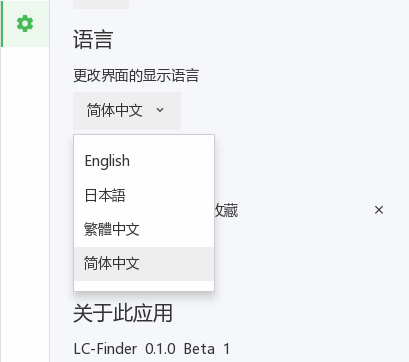 语言
更改界面的显示语言
简体中文
English
日本語
繁體中文
收藏
简体中文
关于此应用
LC-Finder 0.1.0 Beta 1